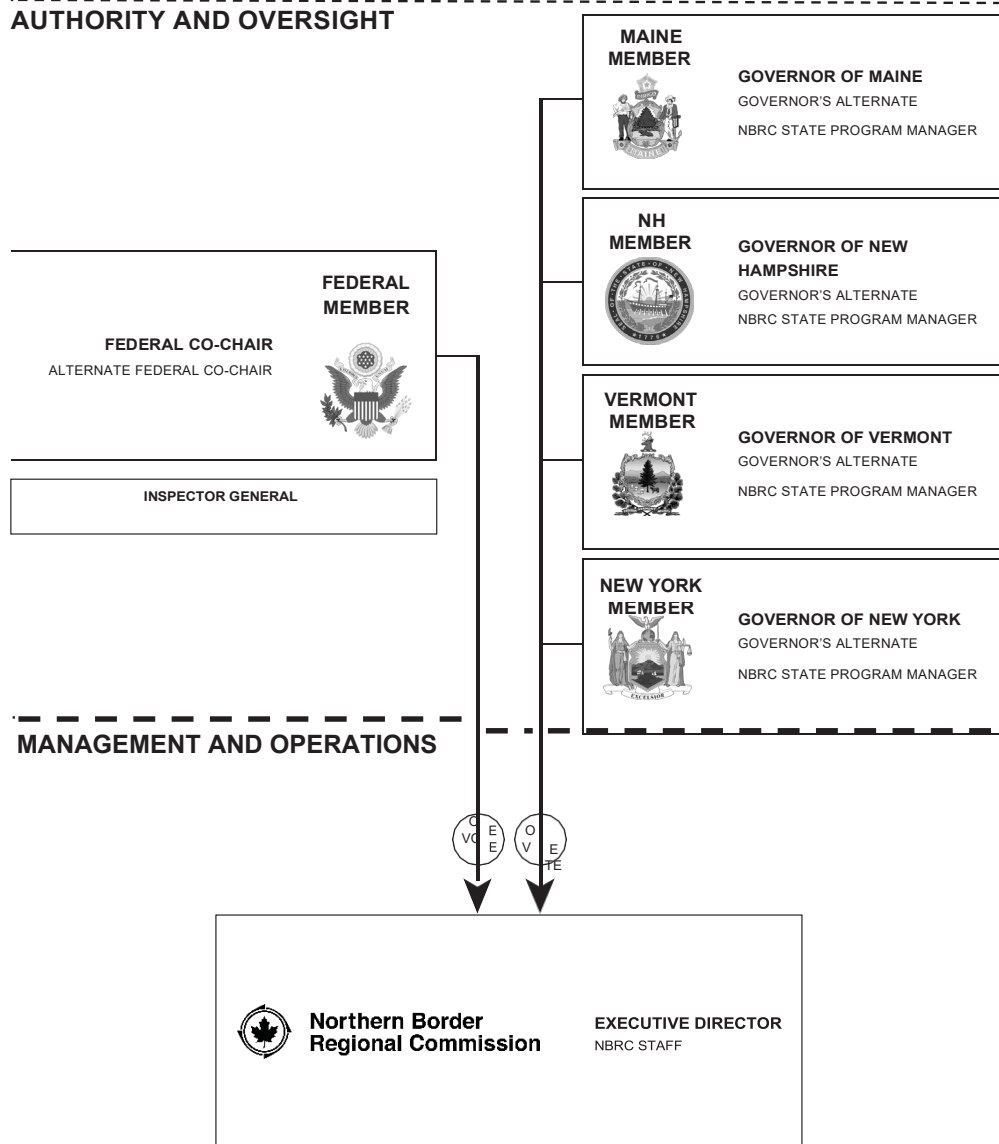 AUTHORITY AND OVERSIGHT
MAINE
MEMBER
GOVERNOR OF MAINE
GOVERNOR'S ALTERNATE
NBRC STATE PROGRAM MANAGER
NH
MEMBER
GOVERNOR OF NEW
HAMPSHIRE
GOVERNOR'S ALTERNATE
NBRC STATE PROGRAM MANAGER
FEDERAL
MEMBER
FEDERAL CO-CHAIR
ALTERNATE FEDERAL CO-CHAIR
INSPECTOR GENERAL
VERMONT
MEMBER
GOVERNOR OF VERMONT
GOVERNOR'S ALTERNATE
NBRC STATE PROGRAM MANAGER
NEW YORK
MEMBER
EXCELSIOR
GOVERNOR OF NEW YORK
GOVERNOR'S ALTERNATE
NBRC STATE PROGRAM MANAGER
MANAGEMENT AND OPERATIONS
Northern Border
Regional Commission
EXECUTIVE DIRECTOR
NBRC STAFF